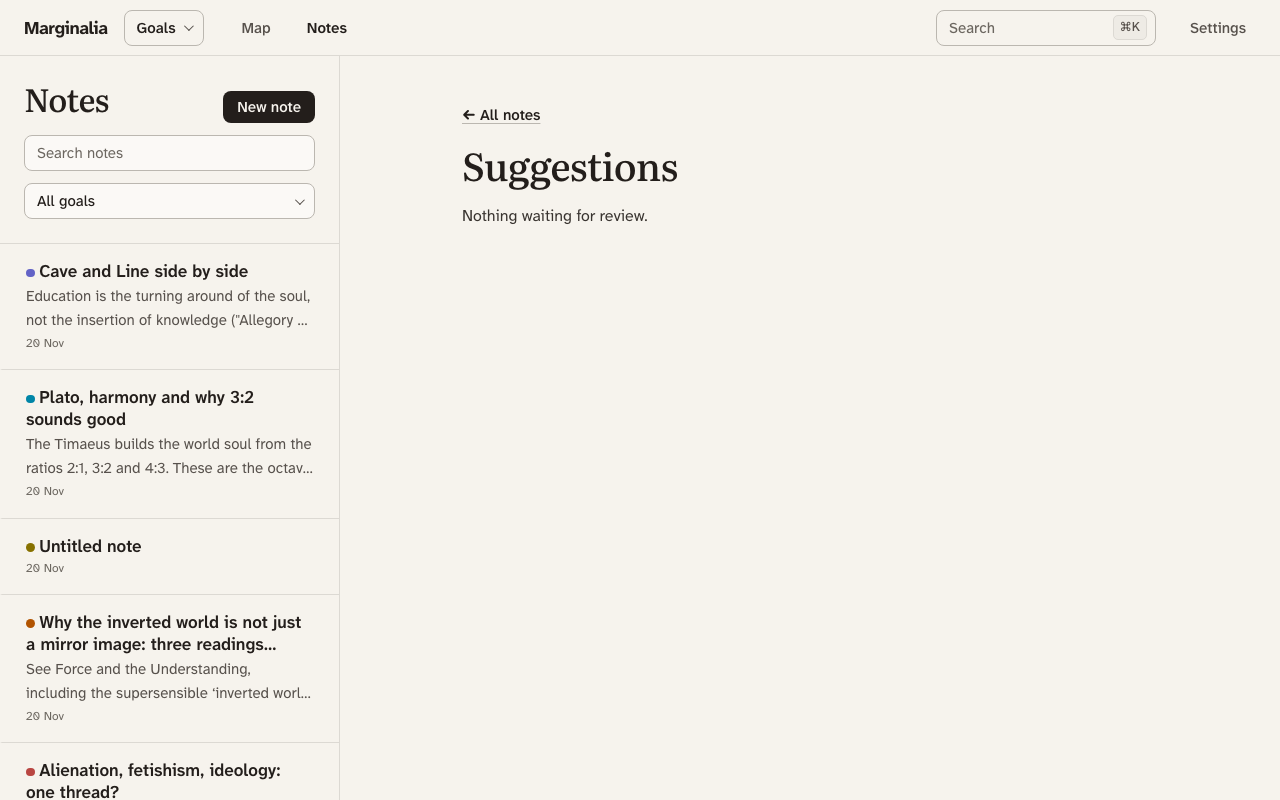 Marginalia
Goals
Map
Notes
Search
⌘K
Settings
Notes
New note
Search notes
All goals
Cave and Line side by side
Education is the turning around of the soul,
not the insertion of knowledge ("Allegory ...
20 Nov
Plato, harmony and why 3:2
sounds good
The Timaeus builds the world soul from the
ratios 2:1, 3:2 and 4:3. These are the octav...
20 Nov
Untitled note
20 Nov
Why the inverted world is not just
a mirror image: three readings...
See Force and the Understanding,
including the supersensible ‘inverted worl...
20 Nov
Alienation, fetishism, ideology:
one thread?
← All notes
Suggestions
Nothing waiting for review.